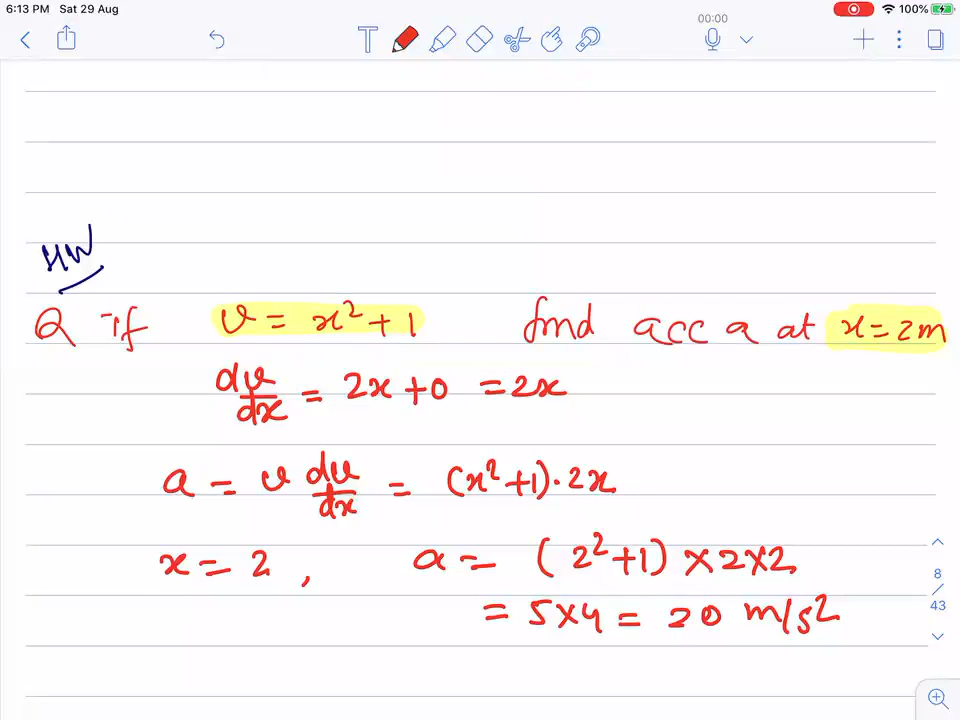 6:13 PM Sat 29 Aug 100%
00:00
T
HW
Q if v = x² + 1 find acc a at x = 2m
dv/dx = 2x + 0 = 2x
a = v dv/dx = (x² + 1) · 2x
x = 2 , a = (2² + 1) × 2 × 2
= 5 × 4 = 20 m/s²
8
/
43